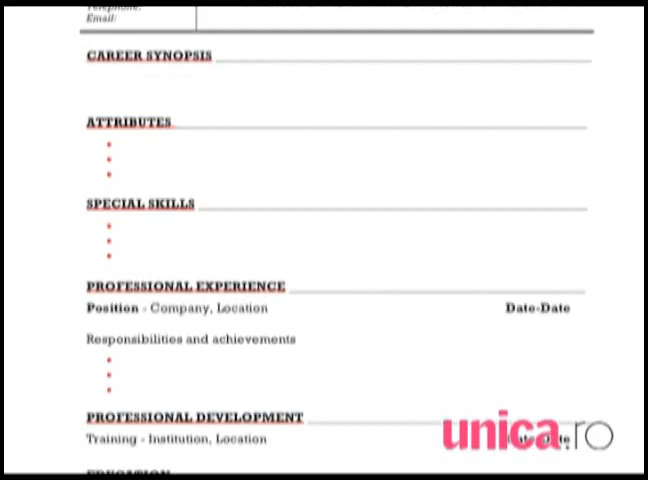 Telephone:
Email:
CAREER SYNOPSIS
ATTRIBUTES
SPECIAL SKILLS
PROFESSIONAL EXPERIENCE
Position - Company, Location Date-Date
Responsibilities and achievements
PROFESSIONAL DEVELOPMENT
Training - Institution, Location
unica.ro
EDUCATION